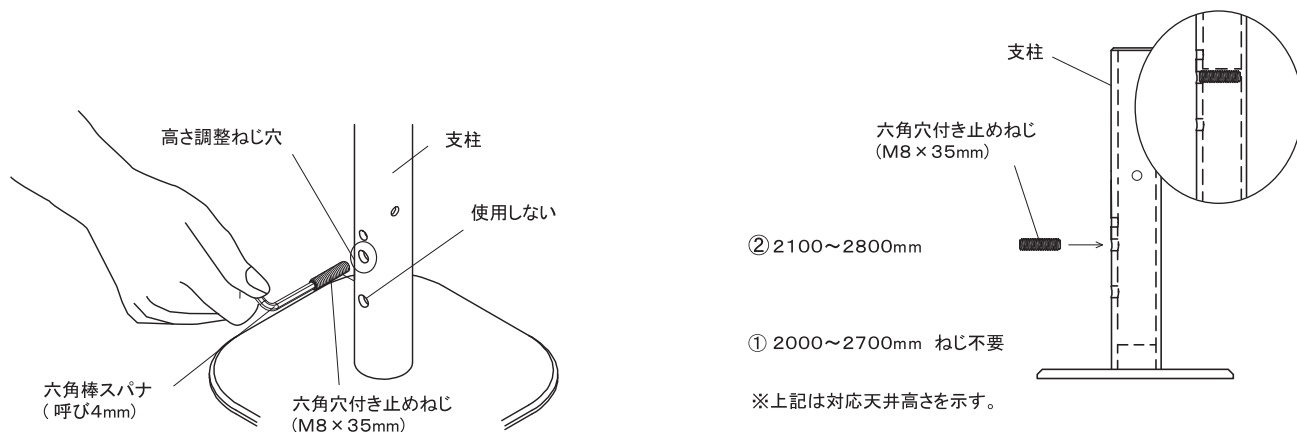 高さ調整ねじ穴
支柱
使用しない
六角棒スパナ
(呼び4mm)
六角穴付き止めねじ
(M8×35mm)
支柱
六角穴付き止めねじ
(M8×35mm)
② 2100～2800mm
① 2000～2700mm ねじ不要
※上記は対応天井高さを示す。